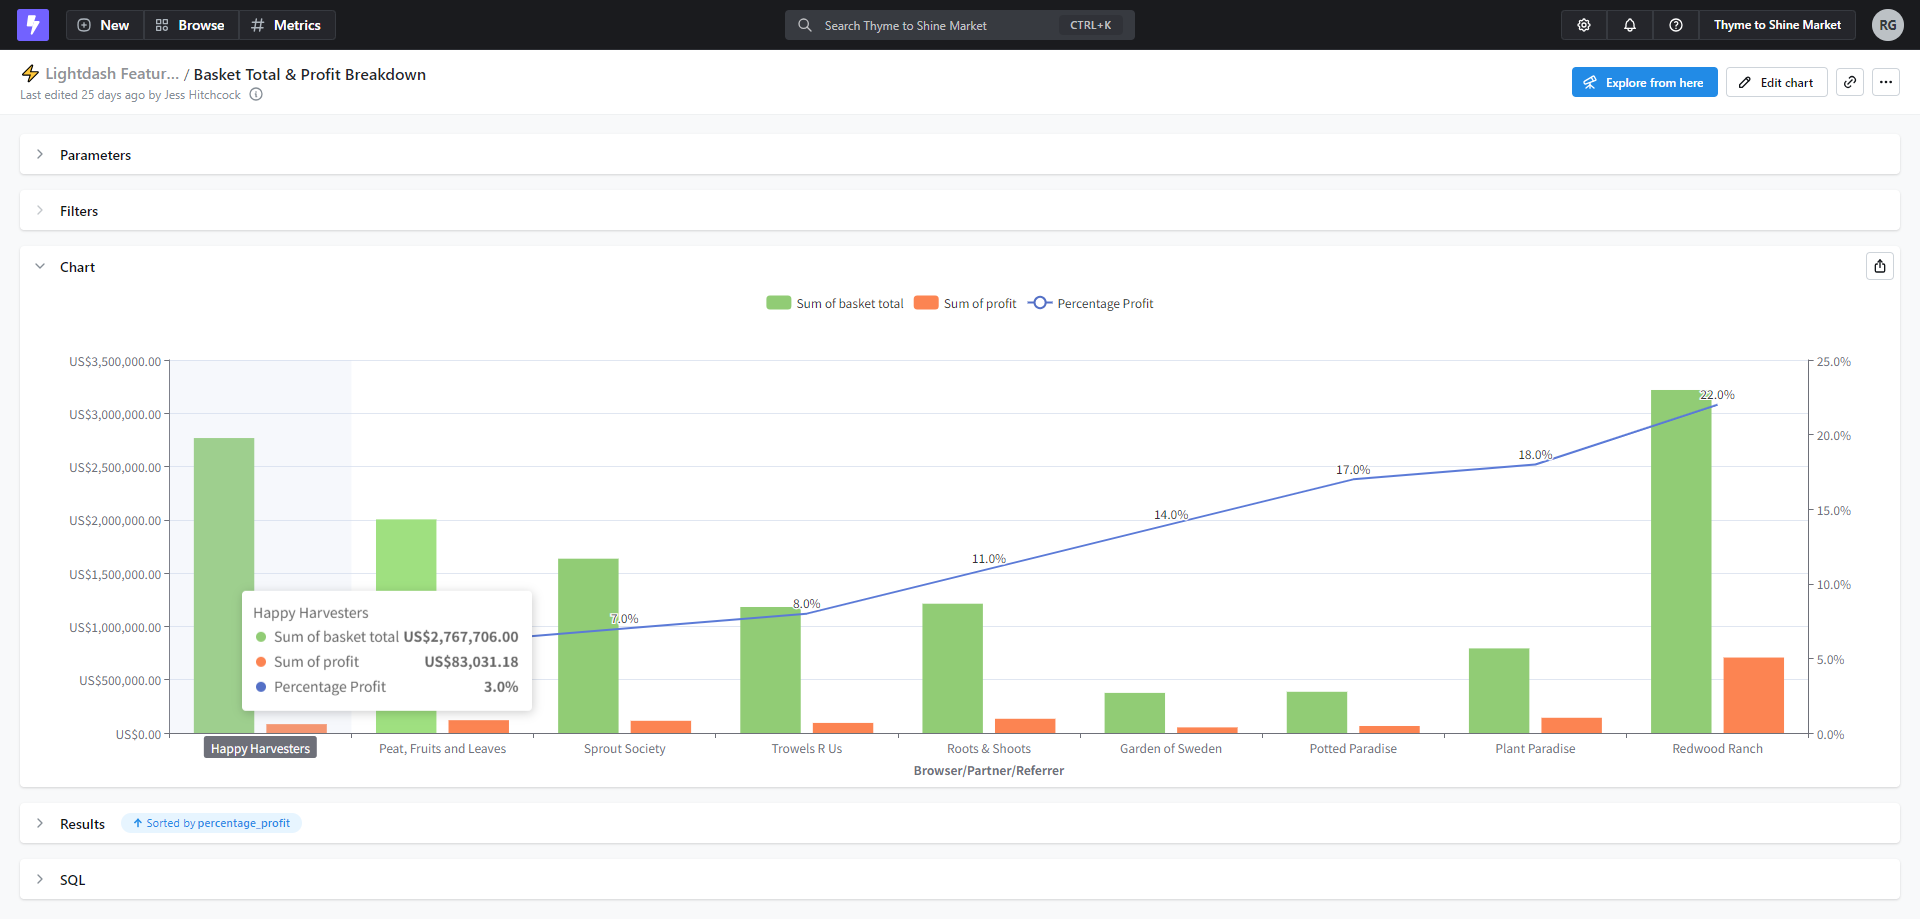 New
Browse
Metrics
Search Thyme to Shine Market
CTRL+K
Thyme to Shine Market
RG
Lightdash Featur... / Basket Total & Profit Breakdown
Last edited 25 days ago by Jess Hitchcock
Explore from here
Edit chart
Parameters
Filters
Chart
Sum of basket total
Sum of profit
Percentage Profit
US$3,500,000.00
US$3,000,000.00
US$2,500,000.00
US$2,000,000.00
US$1,500,000.00
US$1,000,000.00
US$500,000.00
US$0.00
25.0%
20.0%
15.0%
10.0%
5.0%
0.0%
7.0%
8.0%
11.0%
14.0%
17.0%
18.0%
22.0%
Happy Harvesters
Sum of basket total US$2,767,706.00
Sum of profit US$83,031.18
Percentage Profit 3.0%
Happy Harvesters
Peat, Fruits and Leaves
Sprout Society
Trowels R Us
Roots & Shoots
Garden of Sweden
Potted Paradise
Plant Paradise
Redwood Ranch
Browser/Partner/Referrer
Results
Sorted by percentage_profit
SQL